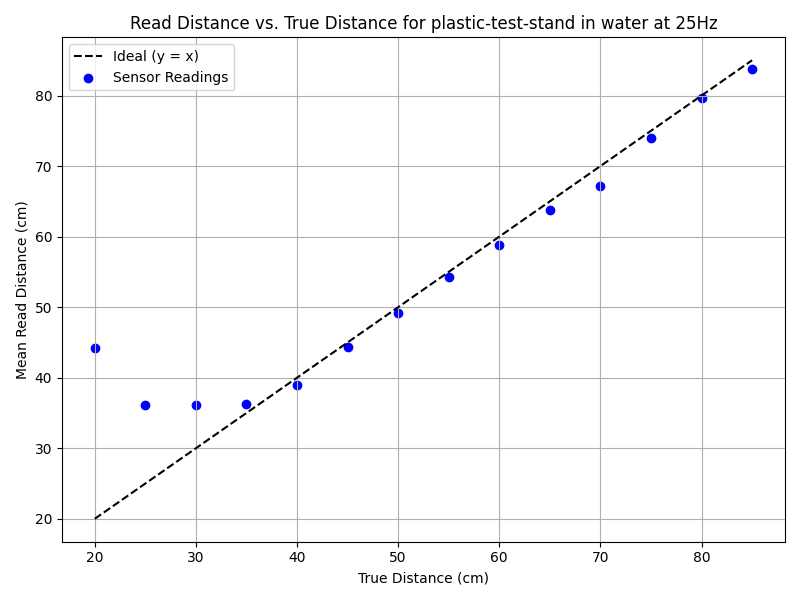 Read Distance vs. True Distance for plastic-test-stand in water at 25Hz
Ideal (y = x)
Sensor Readings
Mean Read Distance (cm)
80
70
60
50
40
30
20
20 30 40 50 60 70 80
True Distance (cm)